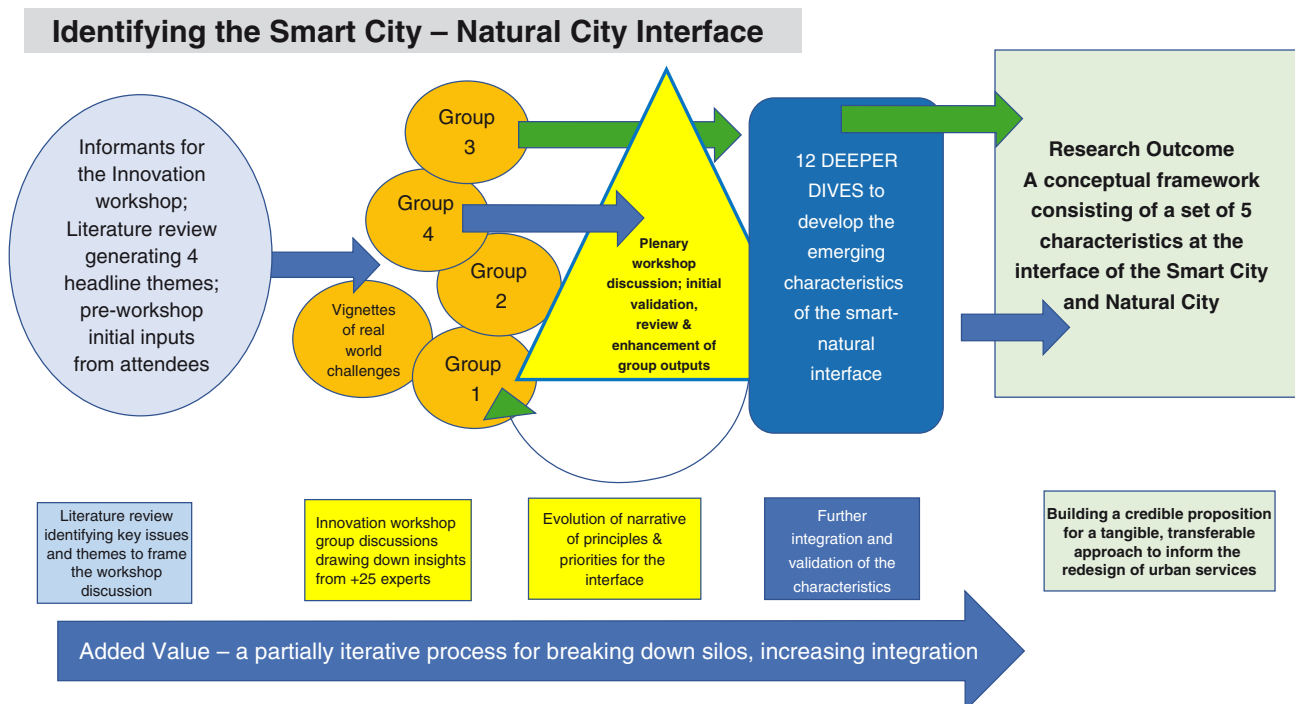 Identifying the Smart City – Natural City Interface
Informants for
the Innovation
workshop;
Literature review
generating 4
headline themes;
pre-workshop
initial inputs
from attendees
Group
3
Group
4
Group
2
Vignettes
of real
world
challenges
Group
1
Plenary
workshop
discussion; initial
validation,
review &
enhancement of
group outputs
12 DEEPER
DIVES to
develop the
emerging
characteristics
of the smart-
natural
interface
Research Outcome
A conceptual framework
consisting of a set of 5
characteristics at the
interface of the Smart City
and Natural City
Literature review
identifying key issues
and themes to frame
the workshop
discussion
Innovation workshop
group discussions
drawing down insights
from +25 experts
Evolution of narrative
of principles &
priorities for the
interface
Further
integration and
validation of the
characteristics
Building a credible proposition
for a tangible, transferable
approach to inform the
redesign of urban services
Added Value – a partially iterative process for breaking down silos, increasing integration